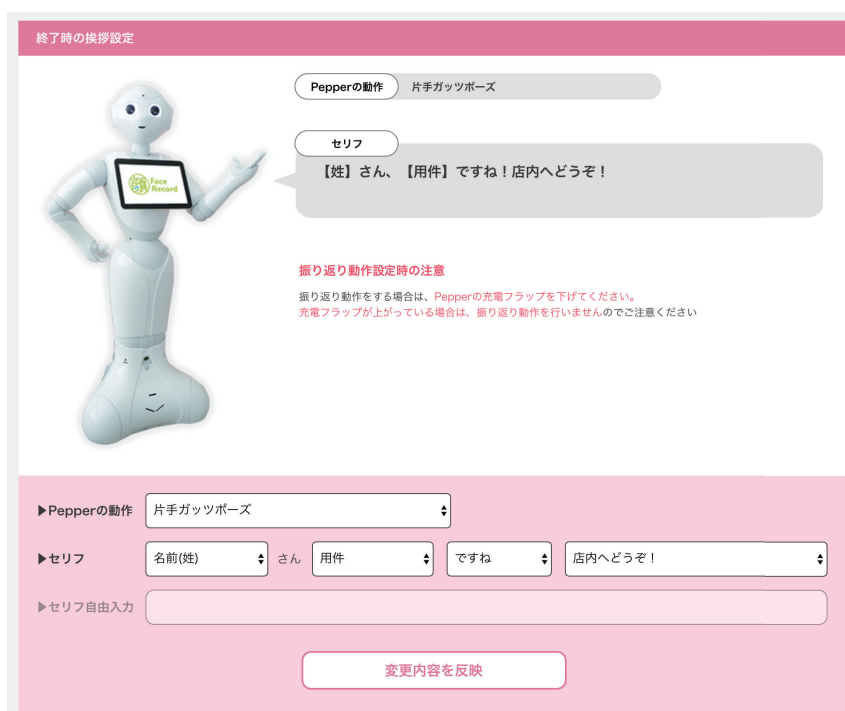 終了時の挨拶設定
Pepperの動作 片手ガッツポーズ
セリフ
【姓】さん、【用件】ですね！店内へどうぞ！
顔 Face
Record
振り返り動作設定時の注意
振り返り動作をする場合は、Pepperの充電フラップを下げてください。
充電フラップが上がっている場合は、振り返り動作を行いませんのでご注意ください
▶Pepperの動作 片手ガッツポーズ
▶セリフ 名前(姓) さん 用件 ですね 店内へどうぞ！
▶セリフ自由入力
変更内容を反映